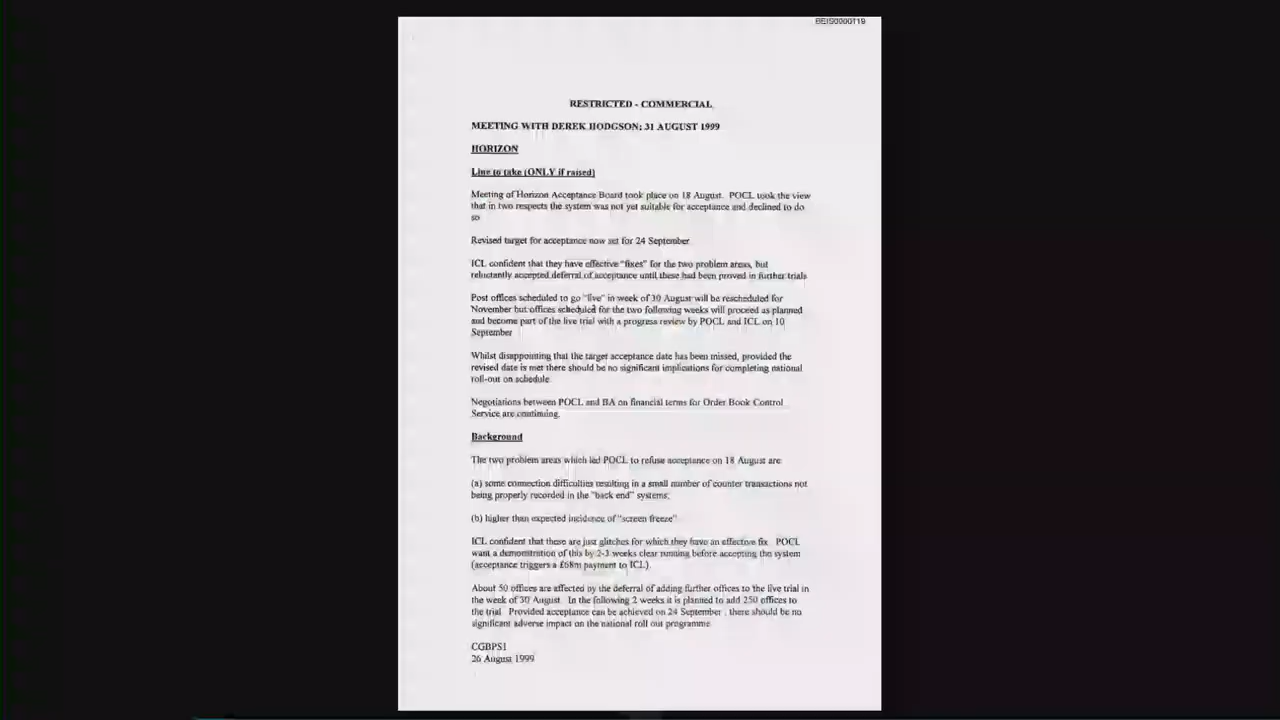 BEIS0000119
RESTRICTED - COMMERCIAL
MEETING WITH DEREK HODGSON; 31 AUGUST 1999
HORIZON
Line to take (ONLY if raised)
Meeting of Horizon Acceptance Board took place on 18 August. POCL took the view
that in two respects the system was not yet suitable for acceptance and declined to do
so
Revised target for acceptance now set for 24 September
ICL confident that they have effective "fixes" for the two problem areas, but
reluctantly accepted deferral of acceptance until these had been proved in further trials
Post offices scheduled to go "live" in week of 30 August will be rescheduled for
November but offices scheduled for the two following weeks will proceed as planned
and become part of the live trial with a progress review by POCL and ICL on 10
September
Whilst disappointing that the target acceptance date has been missed, provided the
revised date is met there should be no significant implications for completing national
roll-out on schedule
Negotiations between POCL and BA on financial terms for Order Book Control
Service are continuing.
Background
The two problem areas which led POCL to refuse acceptance on 18 August are
(a) some connection difficulties resulting in a small number of counter transactions not
being properly recorded in the "back end" systems;
(b) higher than expected incidence of "screen freeze"
ICL confident that these are just glitches for which they have an effective fix POCL
want a demonstration of this by 2-3 weeks clear running before accepting the system
(acceptance triggers a £68m payment to ICL).
About 50 offices are affected by the deferral of adding further offices to the live trial in
the week of 30 August. In the following 2 weeks it is planned to add 250 offices to
the trial Provided acceptance can be achieved on 24 September , there should be no
significant adverse impact on the national roll out programme
CGBPS1
26 August 1999